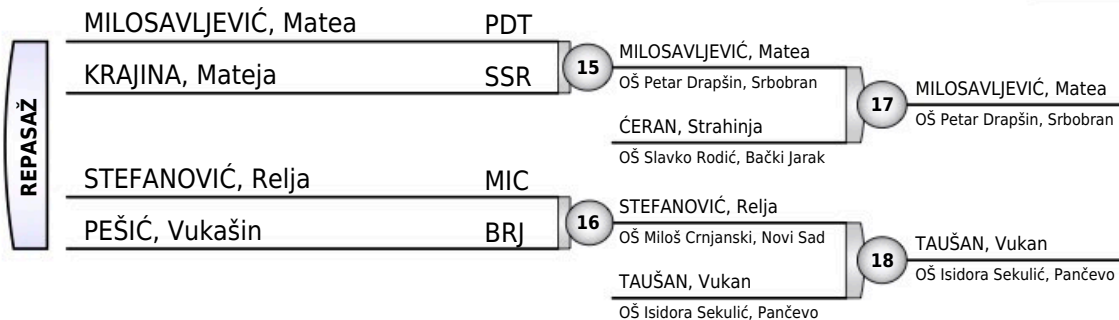 REPASAŽ
MILOSAVLJEVIĆ, Matea PDT
KRAJINA, Mateja SSR
15
MILOSAVLJEVIĆ, Matea
OŠ Petar Drapšin, Srbobran
ĆERAN, Strahinja
OŠ Slavko Rodić, Bački Jarak
17
MILOSAVLJEVIĆ, Matea
OŠ Petar Drapšin, Srbobran
STEFANOVIĆ, Relja MIC
PEŠIĆ, Vukašin BRJ
16
STEFANOVIĆ, Relja
OŠ Miloš Crnjanski, Novi Sad
TAUŠAN, Vukan
OŠ Isidora Sekulić, Pančevo
18
TAUŠAN, Vukan
OŠ Isidora Sekulić, Pančevo